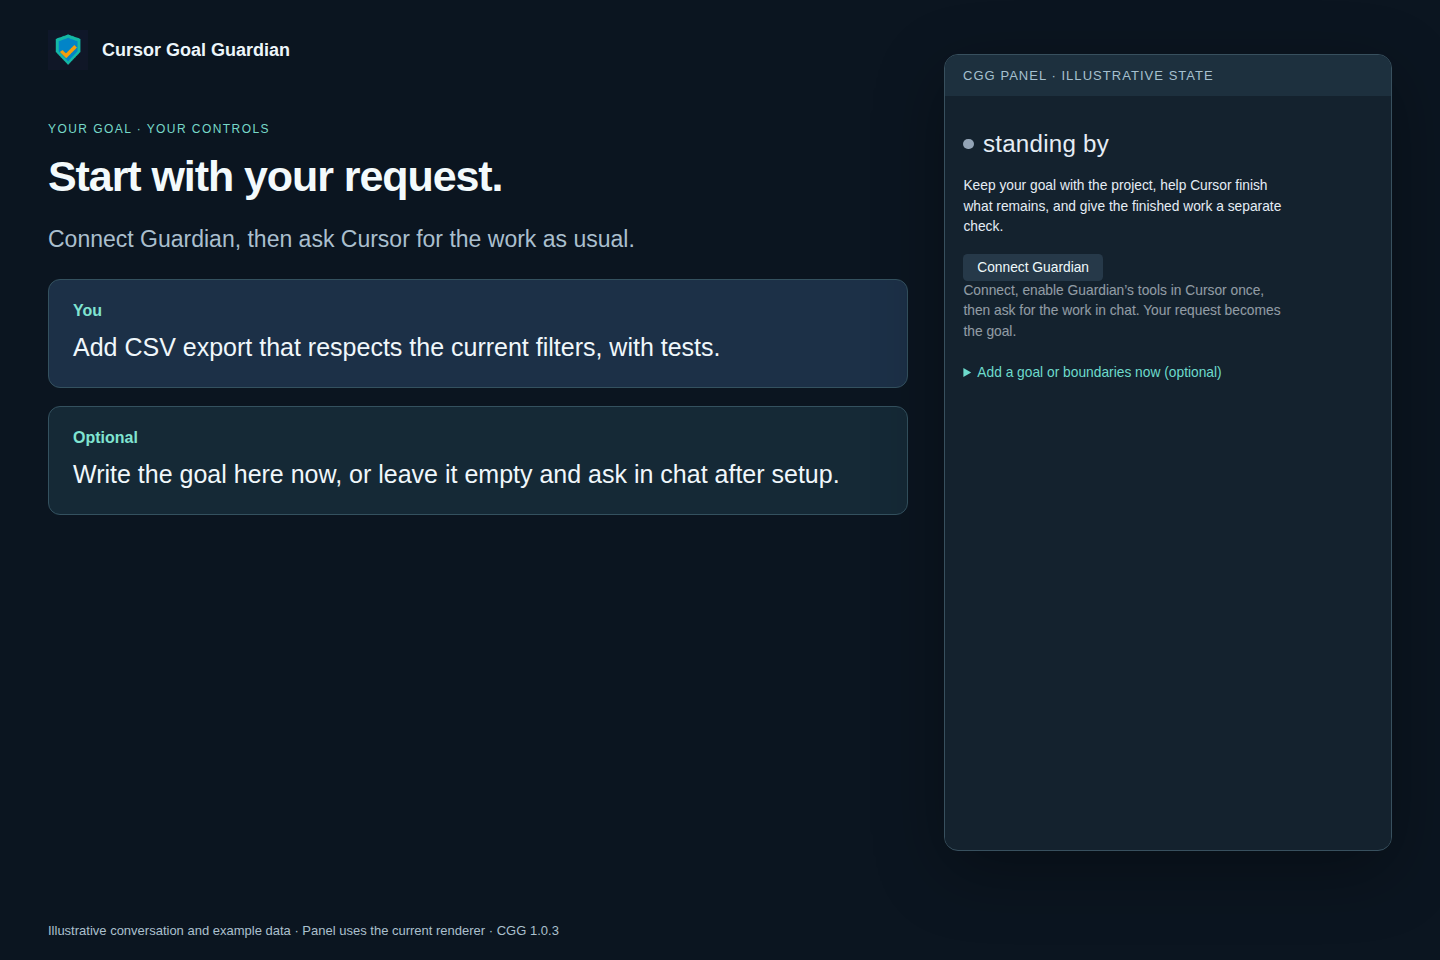 Cursor Goal Guardian
YOUR GOAL · YOUR CONTROLS
Start with your request.
Connect Guardian, then ask Cursor for the work as usual.
You
Add CSV export that respects the current filters, with tests.
Optional
Write the goal here now, or leave it empty and ask in chat after setup.
CGG PANEL · ILLUSTRATIVE STATE
standing by
Keep your goal with the project, help Cursor finish
what remains, and give the finished work a separate
check.
Connect Guardian
Connect, enable Guardian’s tools in Cursor once,
then ask for the work in chat. Your request becomes
the goal.
Add a goal or boundaries now (optional)
Illustrative conversation and example data · Panel uses the current renderer · CGG 1.0.3